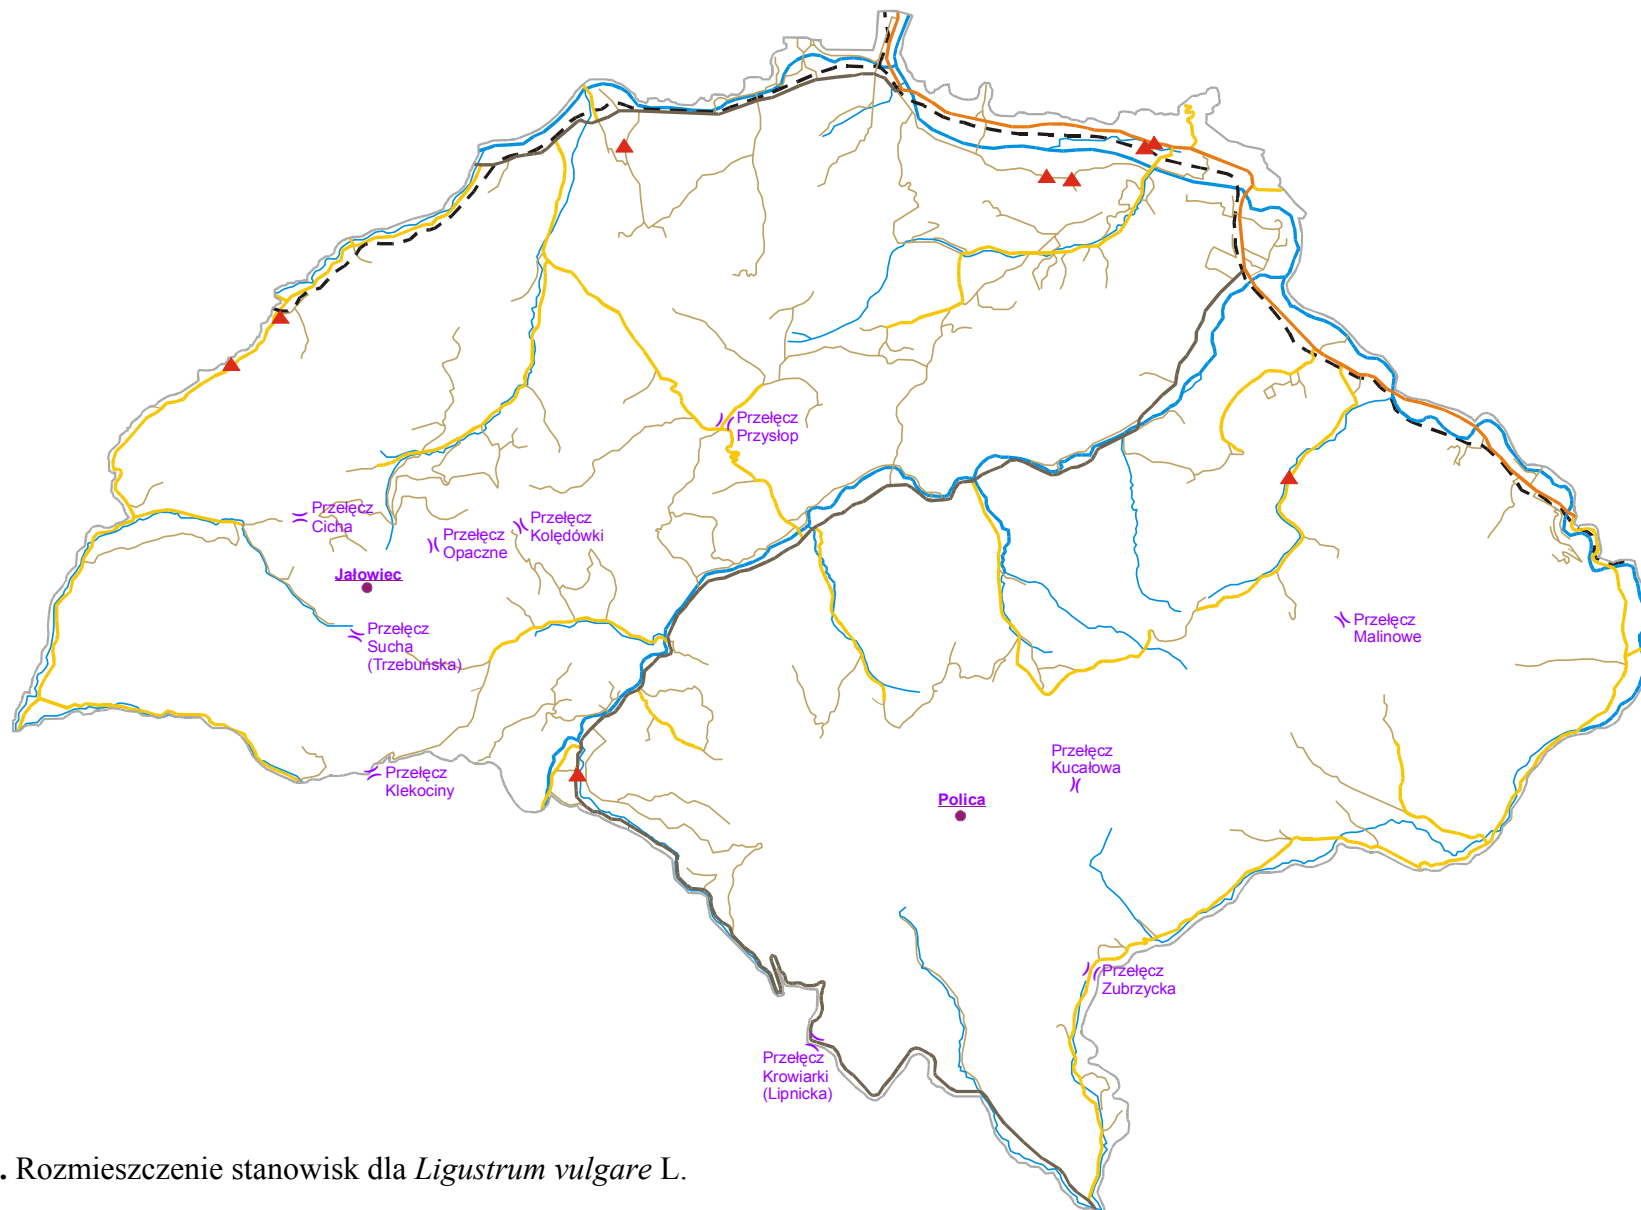 Przełęcz
Przysłop
Przełęcz
Cicha
Przełęcz
Opaczne
Przełęcz
Kolędówki
Jałowiec
Przełęcz
Sucha
(Trzebuńska)
Przełęcz
Malinowe
Przełęcz
Klekociny
Przełęcz
Kucałowa
Polica
Przełęcz
Zubrzycka
Przełęcz
Krowiarki
(Lipnicka)
. Rozmieszczenie stanowisk dla Ligustrum vulgare L.